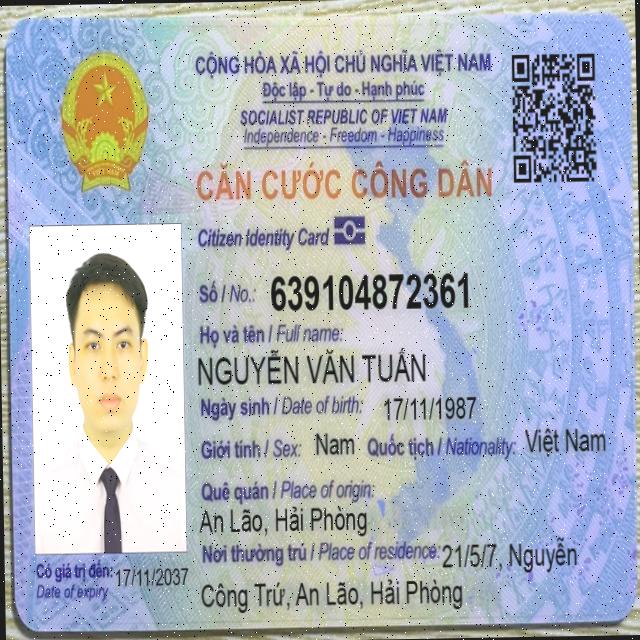 CỘNG HÒA XÃ HỘI CHỦ NGHĨA VIỆT NAM
Độc lập - Tự do - Hạnh phúc
SOCIALIST REPUBLIC OF VIET NAM
Independence - Freedom - Happiness
CĂN CƯỚC CÔNG DÂN
Citizen Identity Card
Số / No.: 639104872361
Họ và tên / Full name:
NGUYỄN VĂN TUẤN
Ngày sinh / Date of birth: 17/11/1987
Giới tính / Sex: Nam Quốc tịch / Nationality: Việt Nam
Quê quán / Place of origin:
An Lão, Hải Phòng
Nơi thường trú / Place of residence: 21/5/7, Nguyễn
Công Trứ, An Lão, Hải Phòng
Có giá trị đến: 17/11/2037
Date of expiry